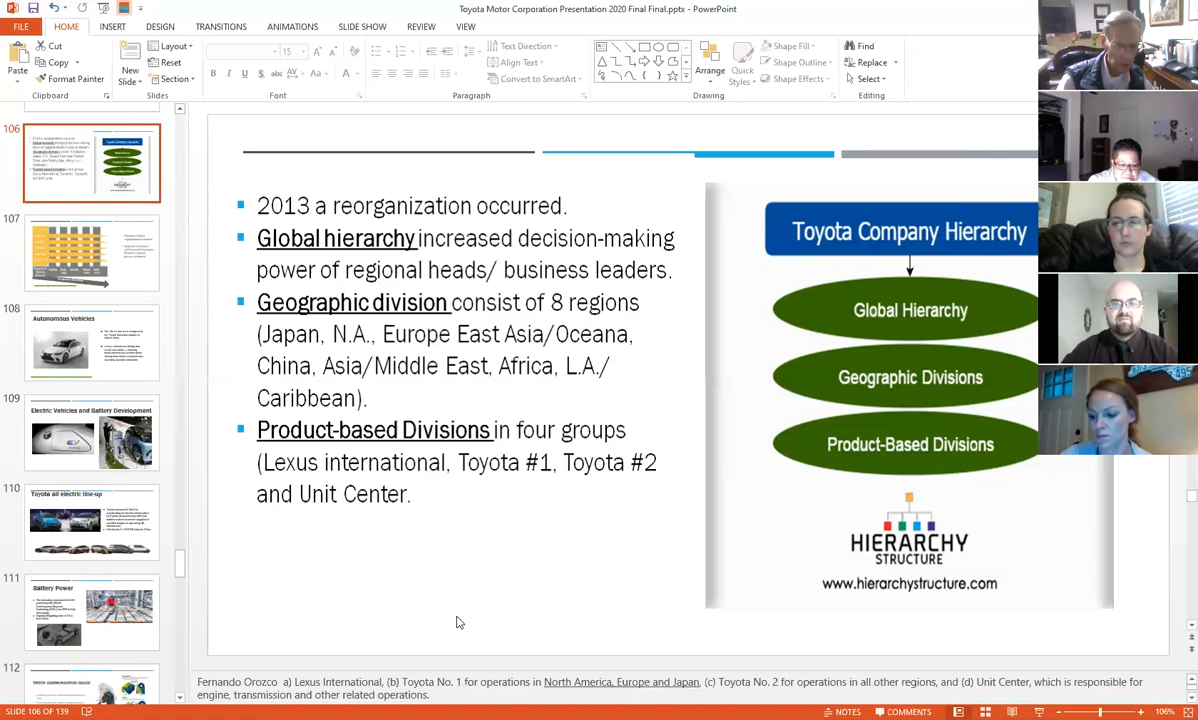 Toyota Motor Corporation Presentation 2020 Final Final.pptx - PowerPoint
FILE HOME INSERT DESIGN TRANSITIONS ANIMATIONS SLIDE SHOW REVIEW VIEW
Paste
Cut
Copy
Format Painter
Clipboard
New
Slide
Layout
Reset
Section
Slides
15
Font
Text Direction
Align Text
Convert to SmartArt
Paragraph
Arrange
Quick
Styles
Shape Fill
Shape Outline
Shape Effects
Drawing
Find
Replace
Select
Editing
106
107
108
Autonomous Vehicles
109
Electric Vehicles and Battery Development
110
Toyota all electric line-up
111
Battery Power
112
2013 a reorganization occurred.
Global hierarchy increased decision-making
power of regional heads/ business leaders.
Geographic division consist of 8 regions
(Japan, N.A., Europe East Asia/Oceana,
China, Asia/Middle East, Africa, L.A./
Caribbean).
Product-based Divisions in four groups
(Lexus international, Toyota #1, Toyota #2
and Unit Center.
Toyota Company Hierarchy
Global Hierarchy
Geographic Divisions
Product-Based Divisions
HIERARCHY
STRUCTURE
www.hierarchystructure.com
Fernando Orozco a) Lexus International, (b) Toyota No. 1 for operations in North America, Europe and Japan, (c) Toyota No. 2 for operations in all other regions, and (d) Unit Center, which is responsible for
engine, transmission and other related operations.
SLIDE 106 OF 139
NOTES COMMENTS 106%